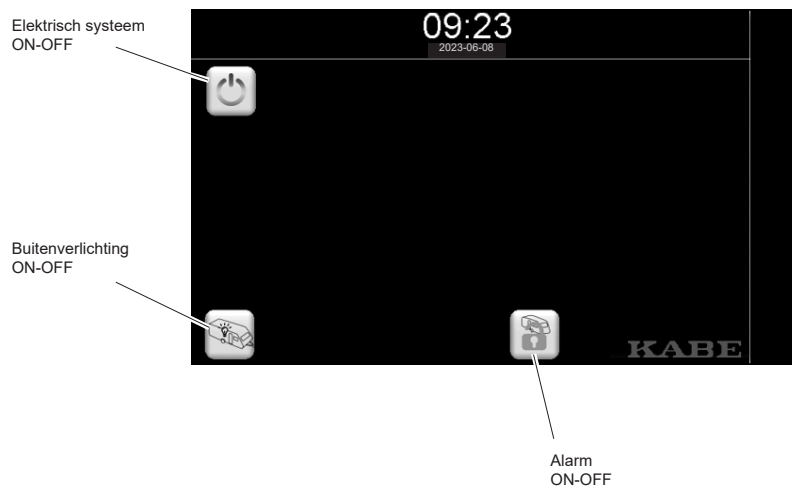 Elektrisch systeem
ON-OFF
09:23
2023-06-08
Buitenverlichting
ON-OFF
KABE
Alarm
ON-OFF